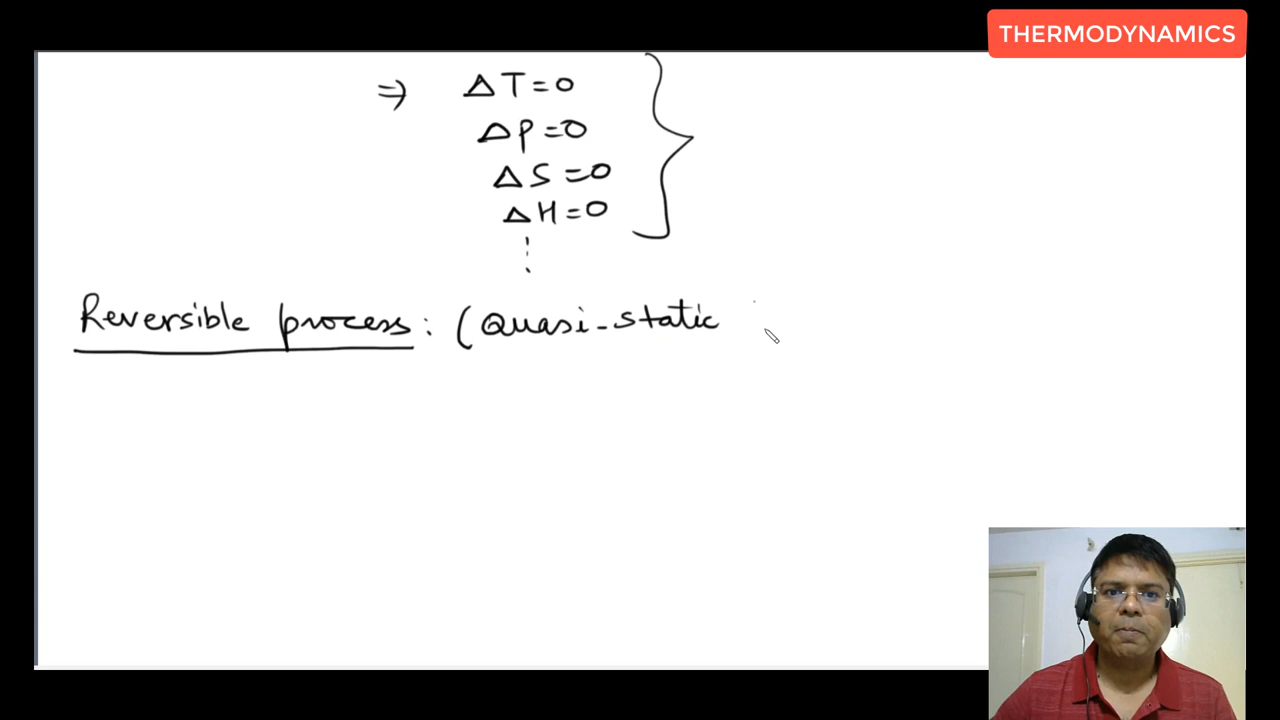 THERMODYNAMICS
⇒ ΔT=0
ΔP=0
ΔS=0
ΔH=0
⋮
Reversible process: (Quasi-static